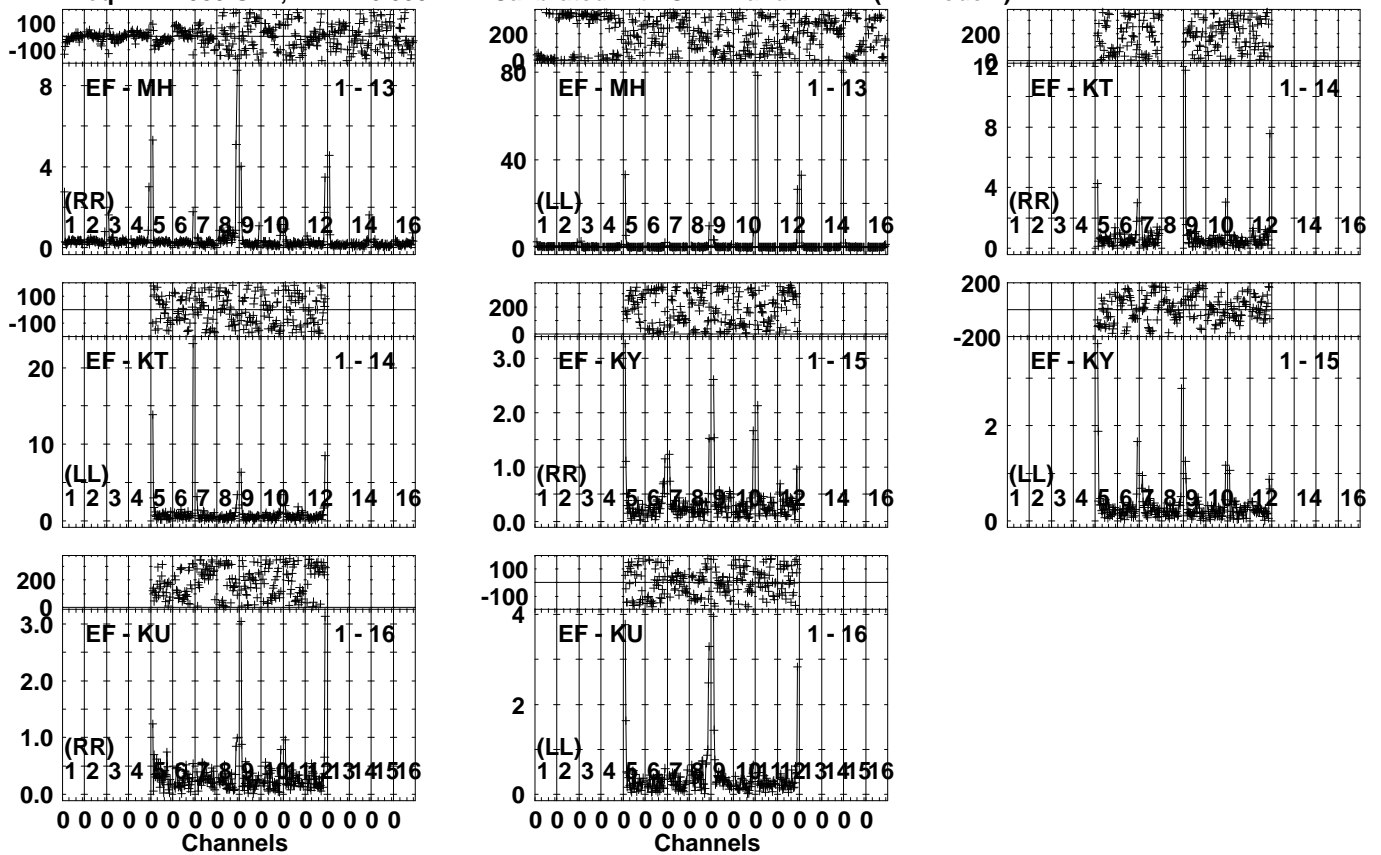 100
-100
8
4
0
EF - MH 1 - 13
(RR)
1 2 3 4 5 6 7 8 9 10 12 14 16
200
0
80
40
0
EF - MH 1 - 13
(LL)
1 2 3 4 5 6 7 8 9 10 12 14 16
200
0
12
8
4
0
EF - KT 1 - 14
(RR)
1 2 3 4 5 6 7 8 9 10 12 14 16
100
-100
20
10
0
EF - KT 1 - 14
(LL)
1 2 3 4 5 6 7 8 9 10 12 14 16
200
0
3.0
2.0
1.0
0.0
EF - KY 1 - 15
(RR)
1 2 3 4 5 6 7 8 9 10 12 14 16
200
-200
2
0
EF - KY 1 - 15
(LL)
1 2 3 4 5 6 7 8 9 10 12 14 16
200
0
3.0
2.0
1.0
0.0
EF - KU 1 - 16
(RR)
1 2 3 4 5 6 7 8 9 10 11 12 13 14 15 16
0 0 0 0 0 0 0 0 0 0 0 0 0 0 0 0
Channels
100
-100
4
2
0
EF - KU 1 - 16
(LL)
1 2 3 4 5 6 7 8 9 10 11 12 13 14 15 16
0 0 0 0 0 0 0 0 0 0 0 0 0 0 0 0
Channels